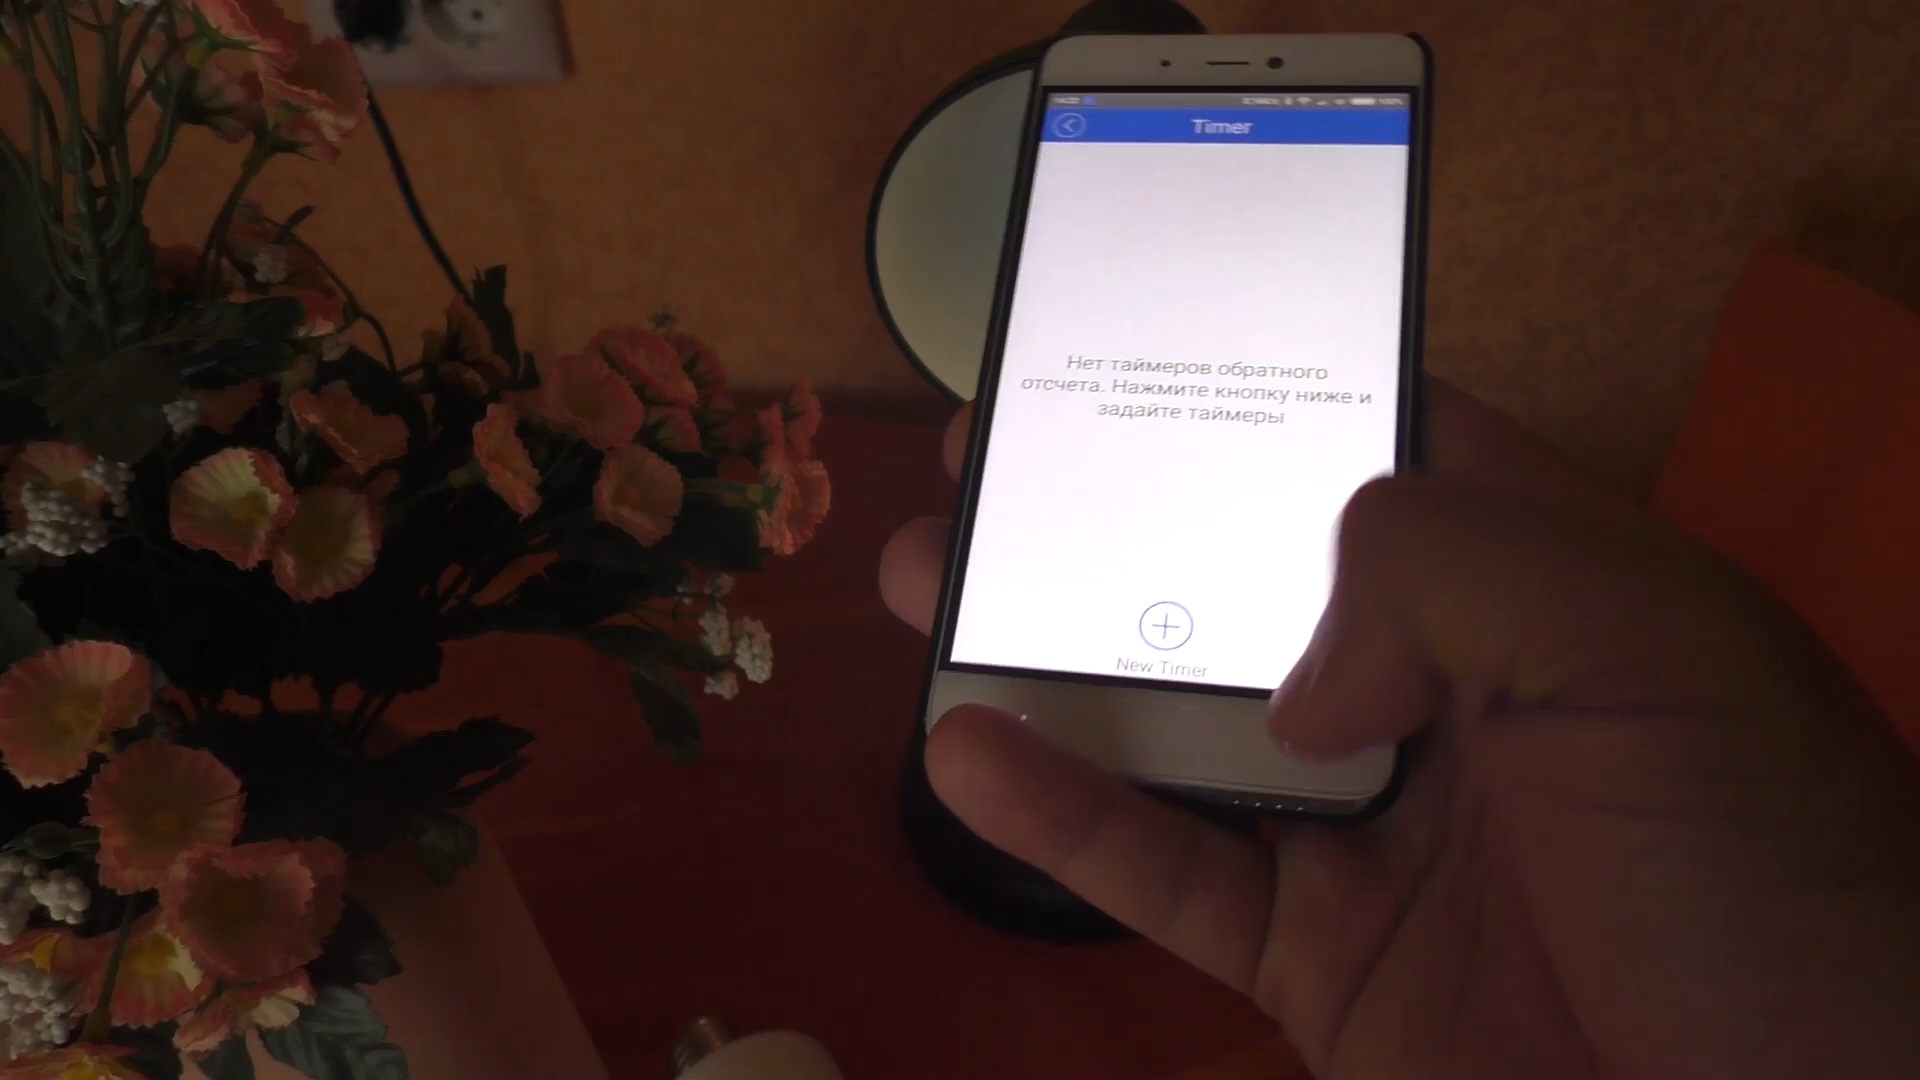 Timer
Нет таймеров обратного
отсчета. Нажмите кнопку ниже и
задайте таймеры
New Timer